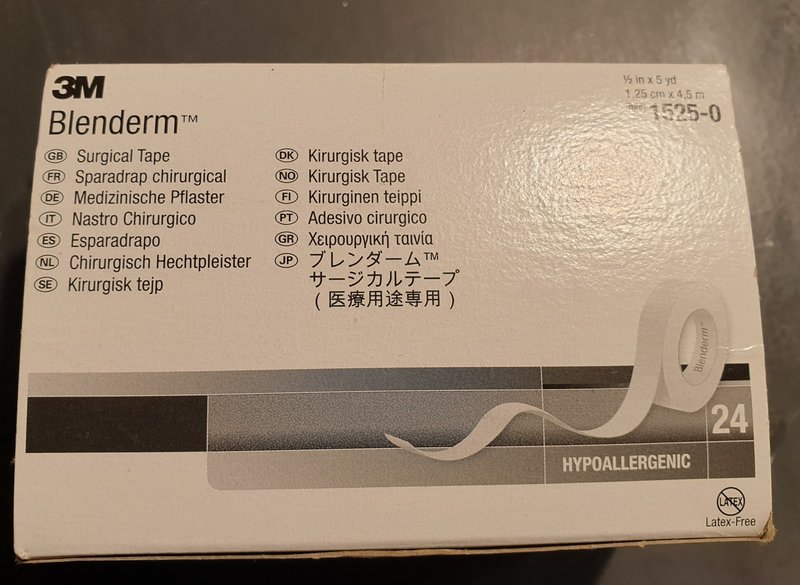 3M
Blenderm™
½ in x 5 yd
1,25 cm x 4,5 m
REF 1525-0
GB Surgical Tape
FR Sparadrap chirurgical
DE Medizinische Pflaster
IT Nastro Chirurgico
ES Esparadrapo
NL Chirurgisch Hechtpleister
SE Kirurgisk tejp
DK Kirurgisk tape
NO Kirurgisk Tape
FI Kirurginen teippi
PT Adesivo cirurgico
GR Χειρουργική ταινία
JP ブレンダーム™
サージカルテープ
(医療用途専用)
Blenderm™
24
HYPOALLERGENIC
LATEX
Latex-Free